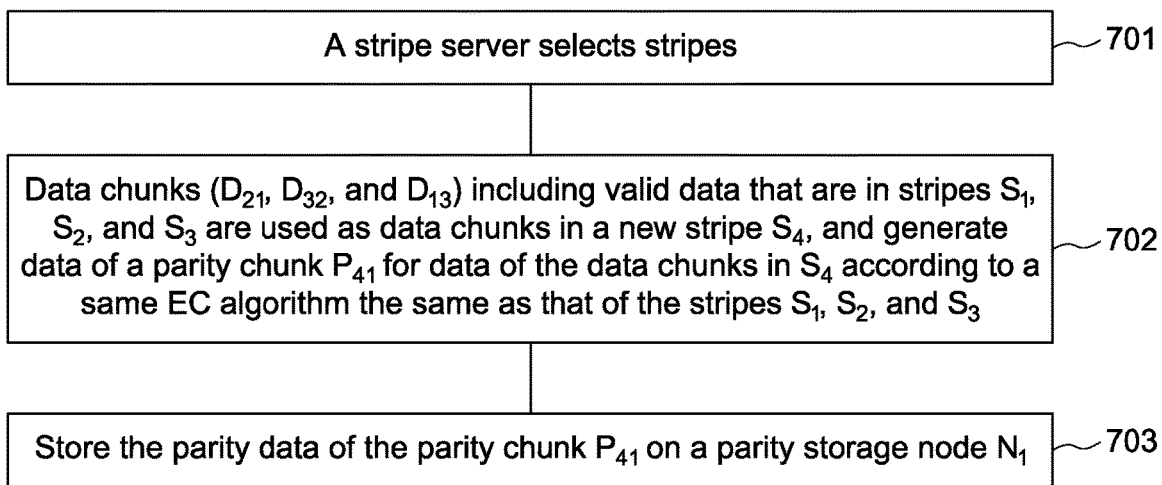 A stripe server selects stripes
701
Data chunks (D₂₁, D₃₂, and D₁₃) including valid data that are in stripes S₁,
S₂, and S₃ are used as data chunks in a new stripe S₄, and generate
data of a parity chunk P₄₁ for data of the data chunks in S₄ according to a
same EC algorithm the same as that of the stripes S₁, S₂, and S₃
702
Store the parity data of the parity chunk P₄₁ on a parity storage node N₁
703